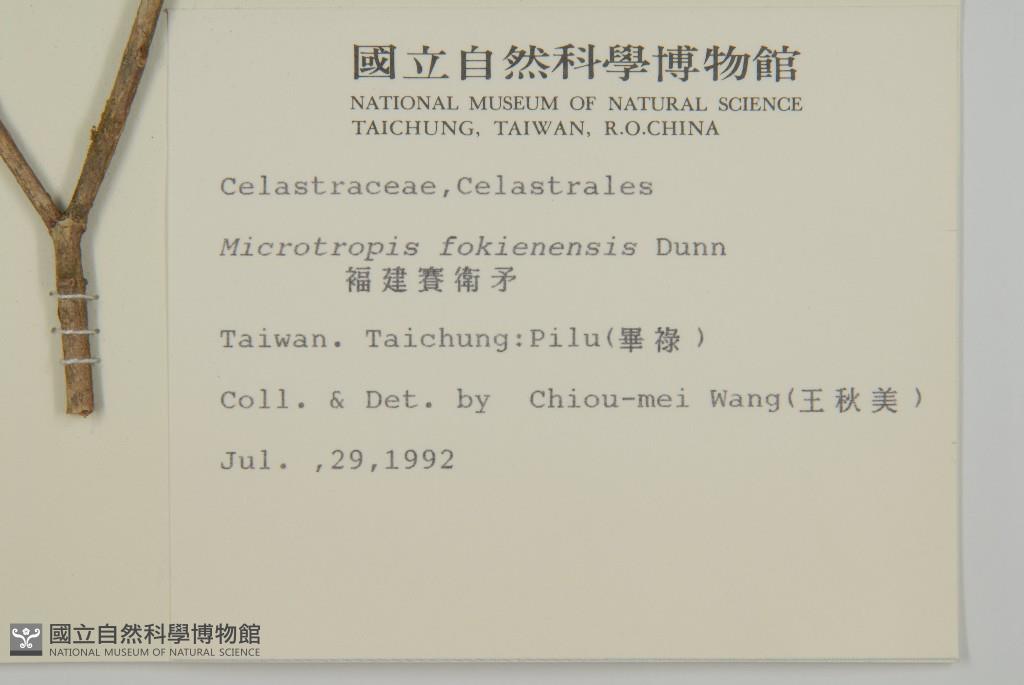 國立自然科學博物館
NATIONAL MUSEUM OF NATURAL SCIENCE
TAICHUNG, TAIWAN, R.O.CHINA
Celastraceae,Celastrales
Microtropis fokienensis Dunn
福建賽衛矛
Taiwan. Taichung:Pilu(畢祿)
Coll. & Det. by Chiou-mei Wang(王秋美)
Jul. ,29,1992
國立自然科學博物館
NATIONAL MUSEUM OF NATURAL SCIENCE